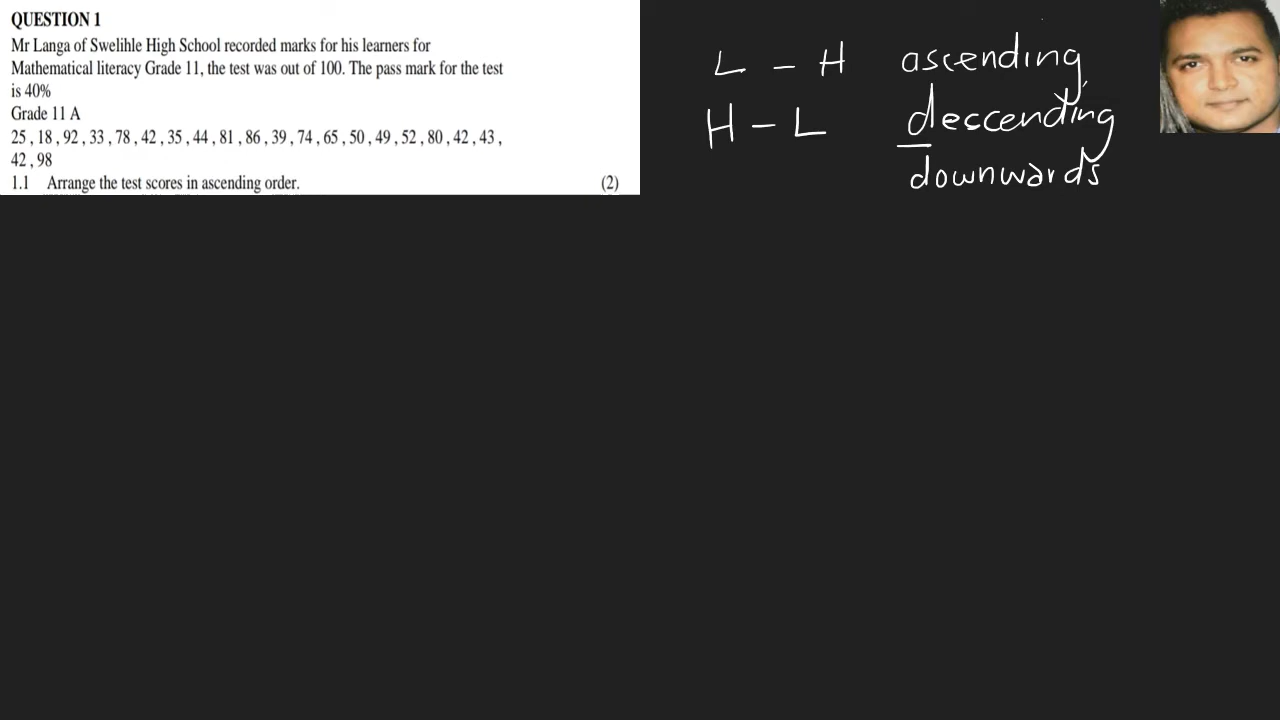 QUESTION 1
Mr Langa of Swelihle High School recorded marks for his learners for
Mathematical literacy Grade 11, the test was out of 100. The pass mark for the test
is 40%
Grade 11 A
25 , 18 , 92 , 33 , 78 , 42 , 35 , 44 , 81 , 86 , 39 , 74 , 65 , 50 , 49 , 52 , 80 , 42 , 43 ,
42 , 98
1.1 Arrange the test scores in ascending order. (2)
L - H ascending
H - L descending
downwards